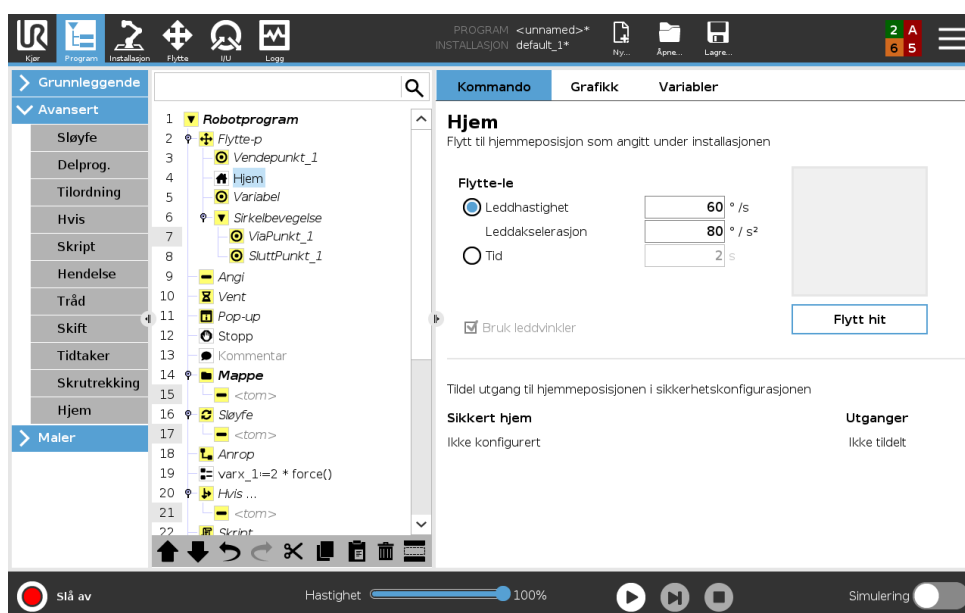 PROGRAM <unnamed>*
INSTALLASJON default_1*
Kjør
Program
Installasjon
Flytte
I/U
Logg
Ny...
Åpne...
Lagre...
2 A
6 5
Grunnleggende
Avansert
Sløyfe
Delprog.
Tilordning
Hvis
Skript
Hendelse
Tråd
Skift
Tidtaker
Skrutrekking
Hjem
Maler
1 Robotprogram
2 Flytte-p
3 Vendepunkt_1
4 Hjem
5 Variabel
6 Sirkelbevegelse
7 ViaPunkt_1
8 SluttPunkt_1
9 Angi
10 Vent
11 Pop-up
12 Stopp
13 Kommentar
14 Mappe
15 <tom>
16 Sløyfe
17 <tom>
18 Anrop
19 varx_1:=2 * force()
20 Hvis ...
21 <tom>
22 Skript
Kommando
Grafikk
Variabler
Hjem
Flytt til hjemmeposisjon som angitt under installasjonen
Flytte-le
Leddhastighet 60 ° /s
Leddakselerasjon 80 ° / s²
Tid 2 s
Bruk leddvinkler
Flytt hit
Tildel utgang til hjemmeposisjonen i sikkerhetskonfigurasjonen
Sikkert hjem Utganger
Ikke konfigurert Ikke tildelt
Slå av
Hastighet 100%
Simulering